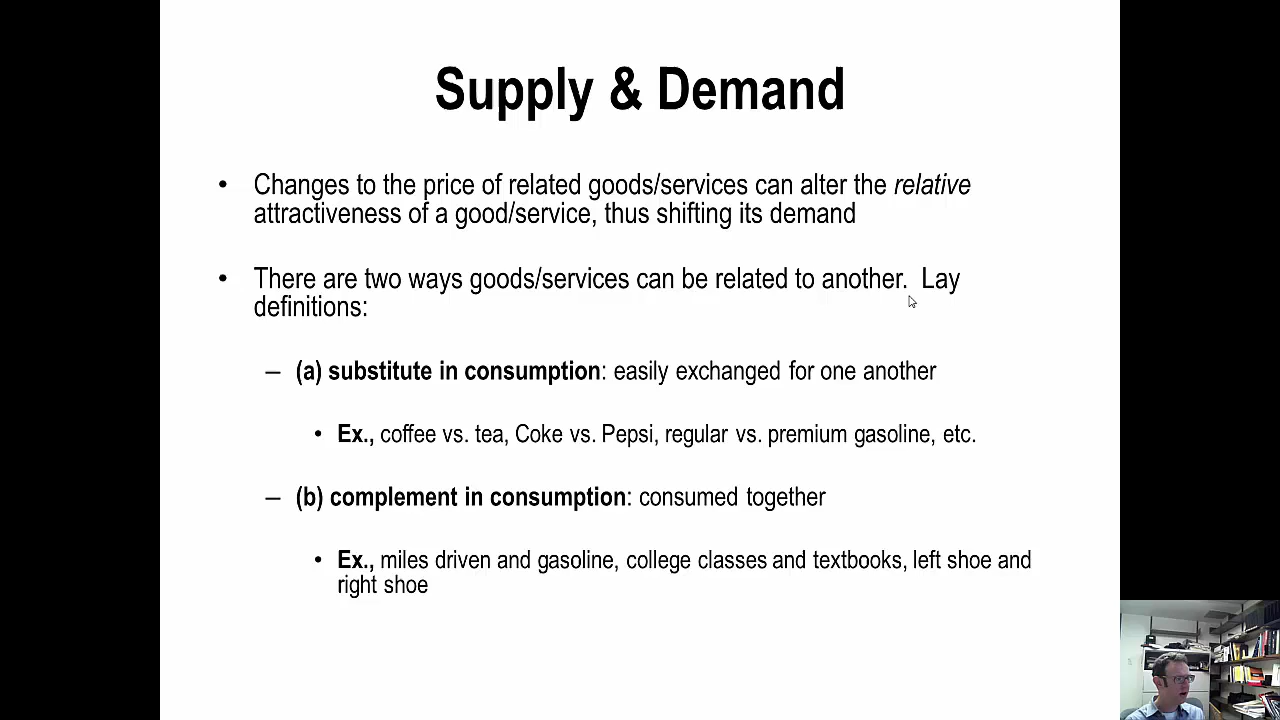 Supply & Demand
• Changes to the price of related goods/services can alter the relative
attractiveness of a good/service, thus shifting its demand
• There are two ways goods/services can be related to another.  Lay
definitions:
– (a) substitute in consumption: easily exchanged for one another
• Ex., coffee vs. tea, Coke vs. Pepsi, regular vs. premium gasoline, etc.
– (b) complement in consumption: consumed together
• Ex., miles driven and gasoline, college classes and textbooks, left shoe and
right shoe